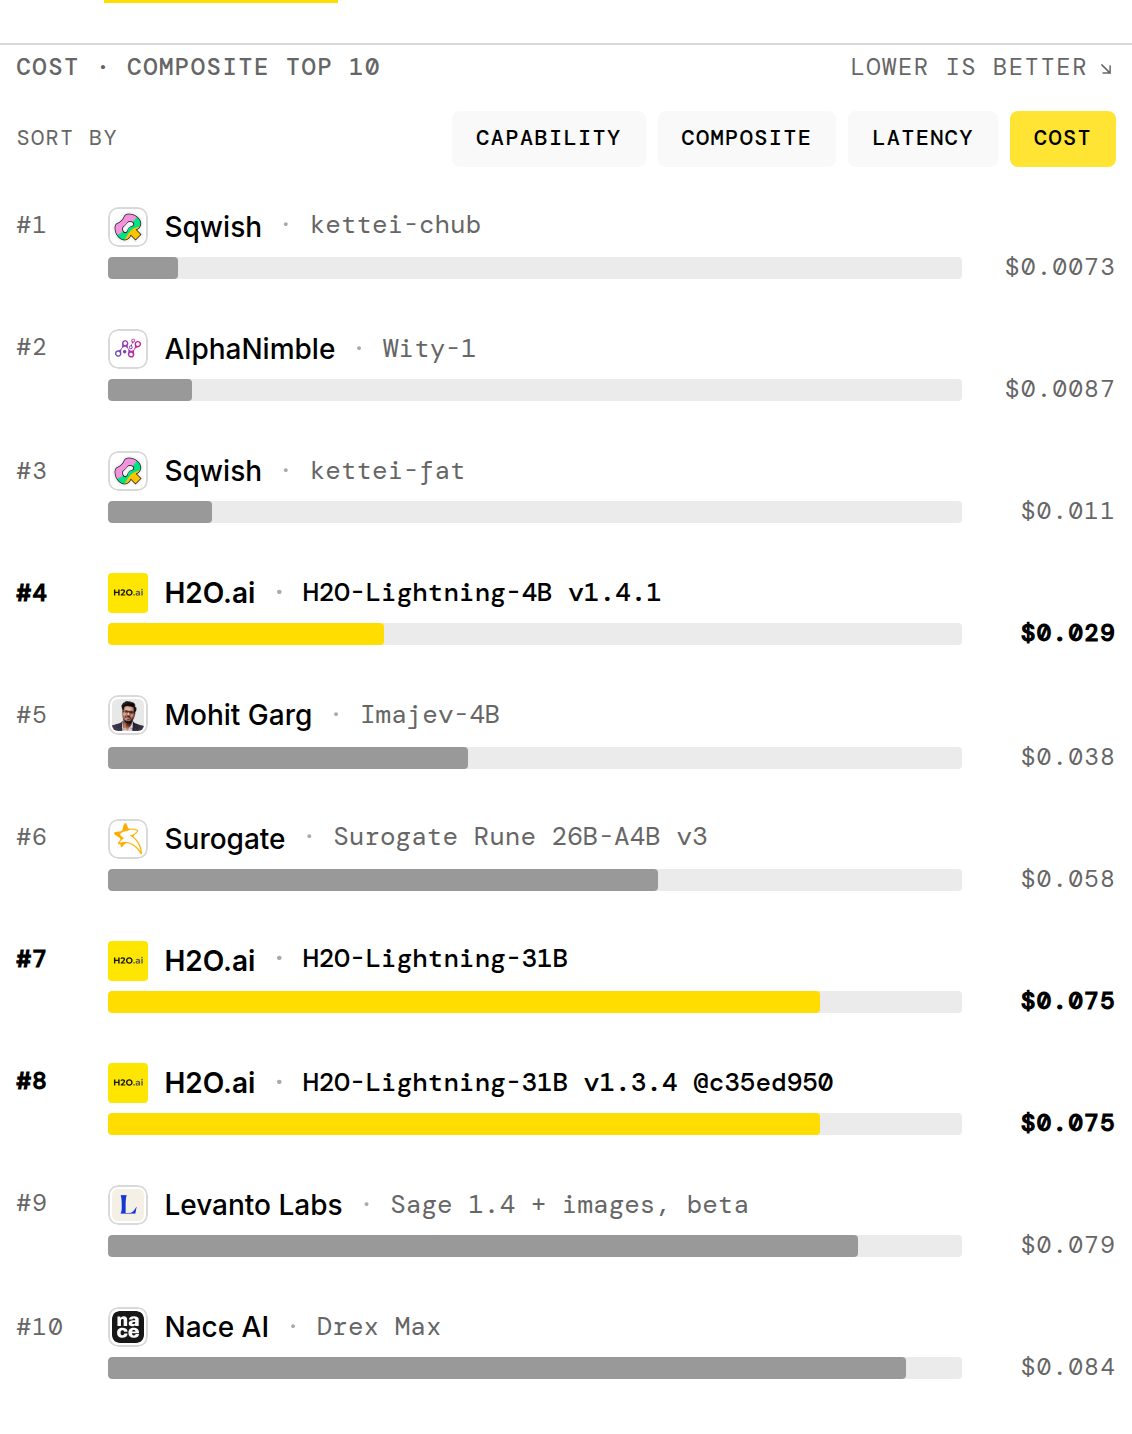 COST · COMPOSITE TOP 10
LOWER IS BETTER ↘
SORT BY
CAPABILITY
COMPOSITE
LATENCY
COST
#1 Sqwish · kettei-chub
$0.0073
#2 AlphaNimble · Wity-1
$0.0087
#3 Sqwish · kettei-fat
$0.011
#4 H2O.ai H2O.ai · H2O-Lightning-4B v1.4.1
$0.029
#5 Mohit Garg · Imajev-4B
$0.038
#6 Surogate · Surogate Rune 26B-A4B v3
$0.058
#7 H2O.ai H2O.ai · H2O-Lightning-31B
$0.075
#8 H2O.ai H2O.ai · H2O-Lightning-31B v1.3.4 @c35ed950
$0.075
#9 L Levanto Labs · Sage 1.4 + images, beta
$0.079
#10 nace Nace AI · Drex Max
$0.084